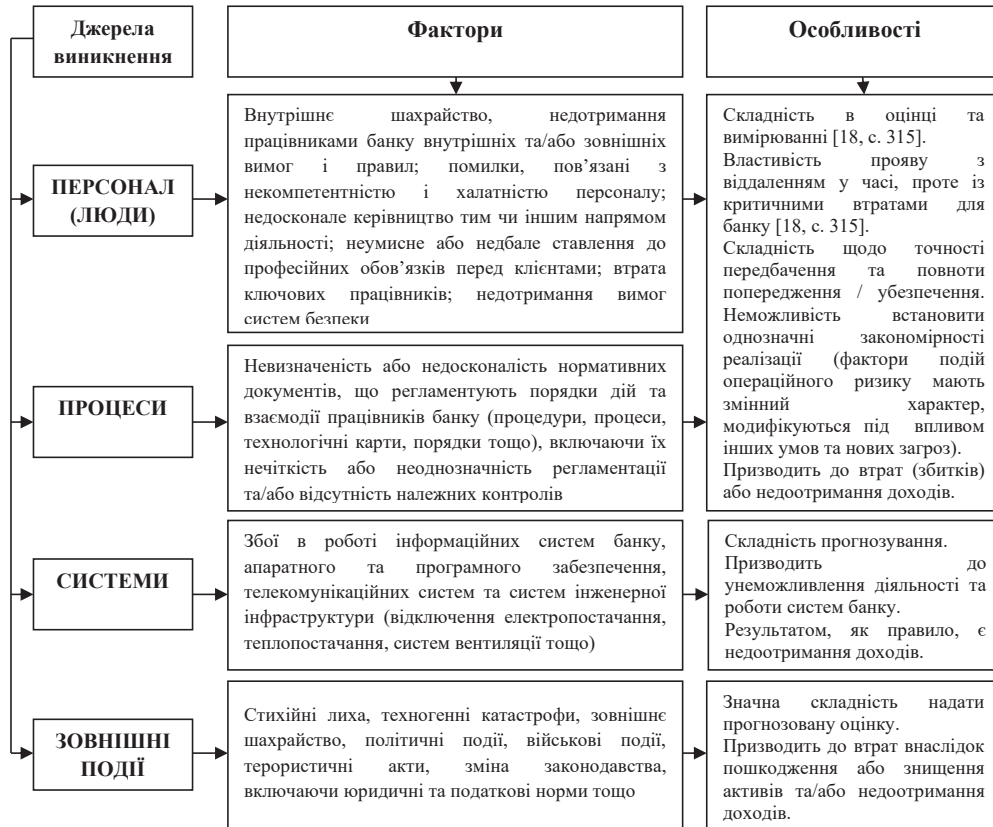 Джерела
виникнення
Фактори
Особливості
ПЕРСОНАЛ
(ЛЮДИ)
Внутрішнє шахрайство, недотримання
працівниками банку внутрішніх та/або зовнішніх
вимог і правил; помилки, пов’язані з
некомпетентністю і халатністю персоналу;
недосконале керівництво тим чи іншим напрямом
діяльності; неумисне або недбале ставлення до
професійних обов’язків перед клієнтами; втрата
ключових працівників; недотримання вимог
систем безпеки
Складність в оцінці та
вимірюванні [18, с. 315].
Властивість прояву з
віддаленням у часі, проте із
критичними втратами для
банку [18, с. 315].
Складність щодо точності
передбачення та повноти
попередження / убезпечення.
Неможливість встановити
однозначні закономірності
реалізації (фактори подій
операційного ризику мають
змінний характер,
модифікуються під впливом
інших умов та нових загроз).
Призводить до втрат (збитків)
або недоотримання доходів.
ПРОЦЕСИ
Невизначеність або недосконалість нормативних
документів, що регламентують порядки дій та
взаємодії працівників банку (процедури, процеси,
технологічні карти, порядки тощо), включаючи їх
нечіткість або неоднозначність регламентації
та/або відсутність належних контролів
СИСТЕМИ
Збої в роботі інформаційних систем банку,
апаратного та програмного забезпечення,
телекомунікаційних систем та систем інженерної
інфраструктури (відключення електропостачання,
теплопостачання, систем вентиляції тощо)
Складність прогнозування.
Призводить до
унеможливлення діяльності та
роботи систем банку.
Результатом, як правило, є
недоотримання доходів.
ЗОВНІШНІ
ПОДІЇ
Стихійні лиха, техногенні катастрофи, зовнішнє
шахрайство, політичні події, військові події,
терористичні акти, зміна законодавства,
включаючи юридичні та податкові норми тощо
Значна складність надати
прогнозовану оцінку.
Призводить до втрат внаслідок
пошкодження або знищення
активів та/або недоотримання
доходів.